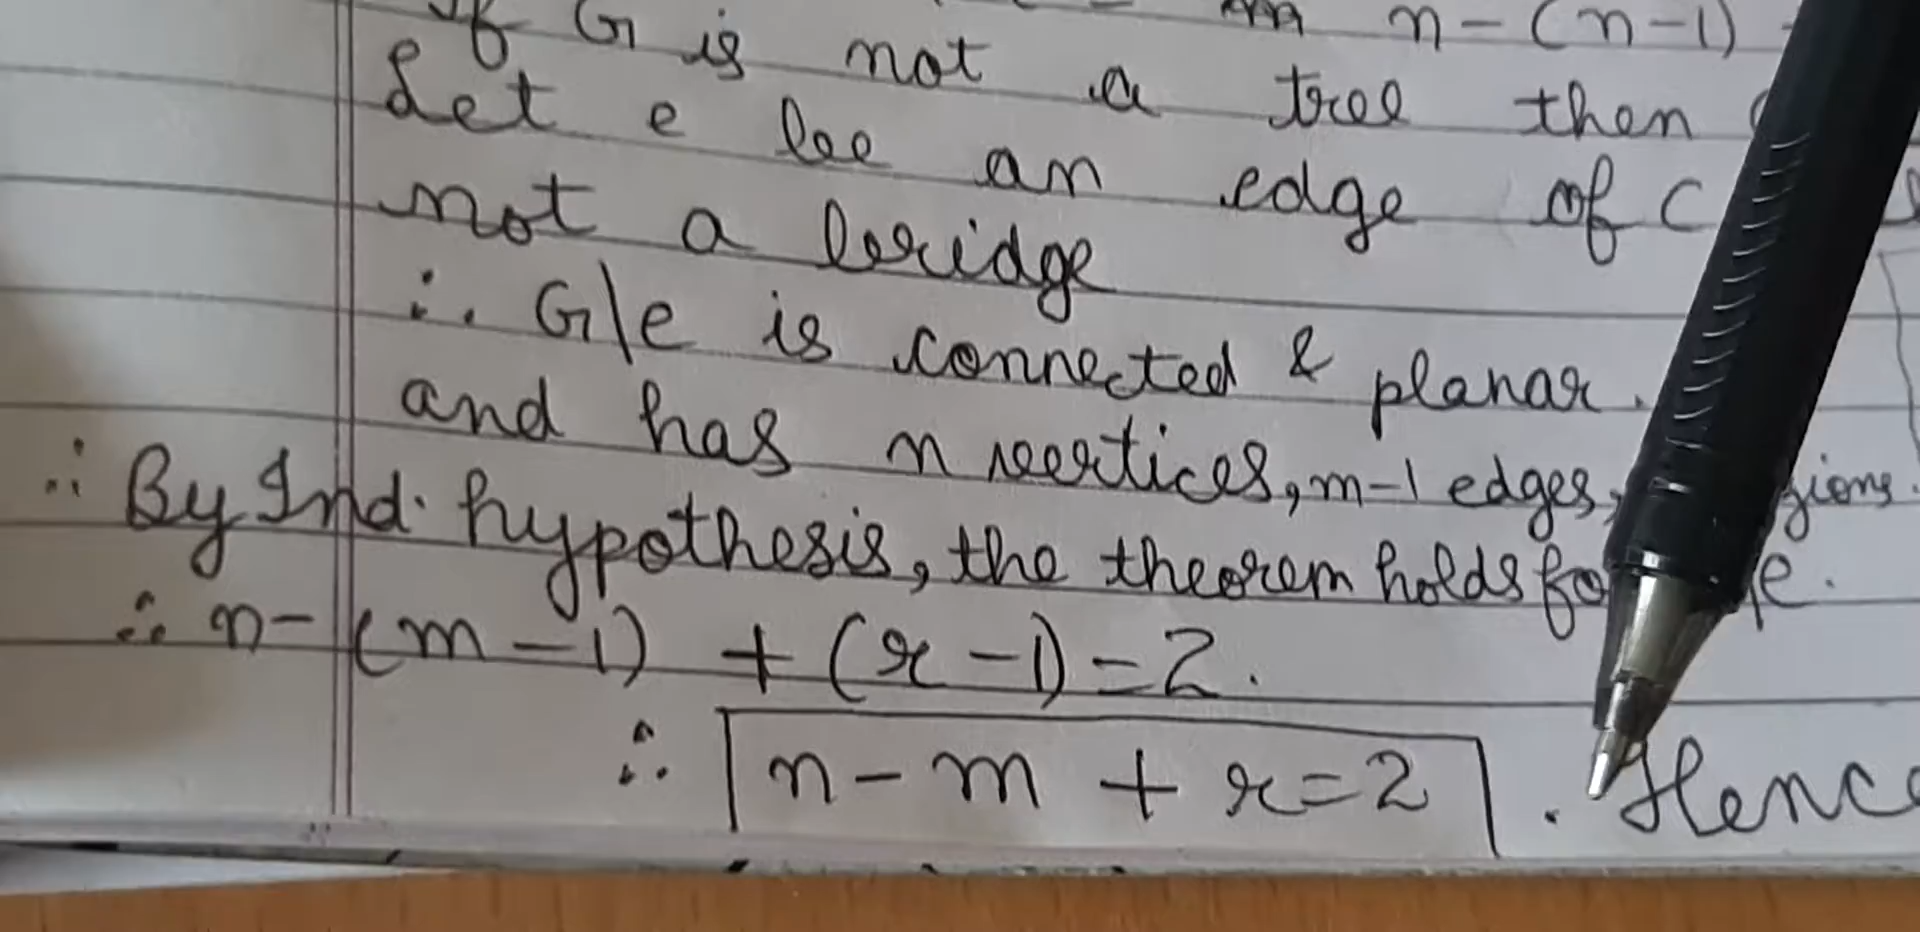 If G is not a tree then
n-(n-1)
Let e be an edge of C
not a bridge
∴ G\e is connected & planar.
and has n vertices, m-1 edges,
∴ By Ind. hypothesis, the theorem holds
∴ n-(m-1) + (r-1)=2.
∴ n-m + r=2. Henc